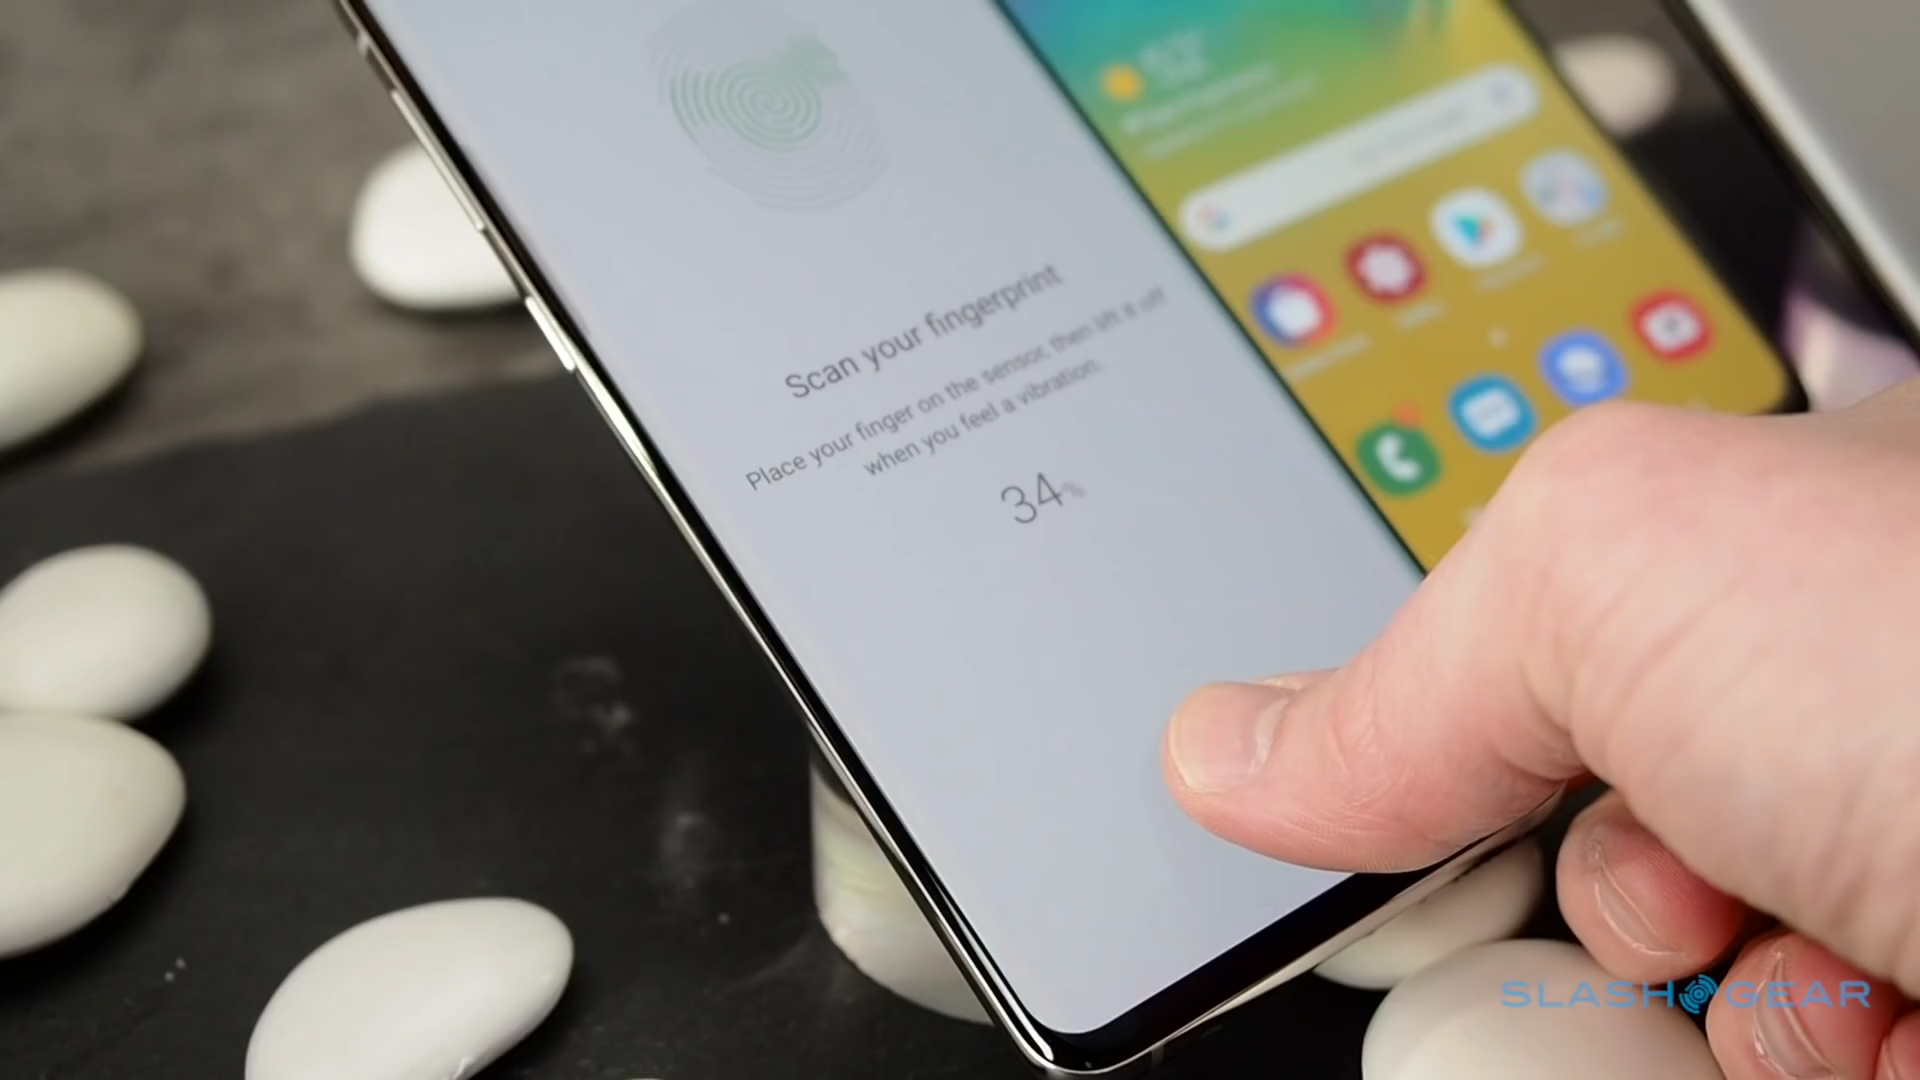 Scan your fingerprint
Place your finger on the sensor, then lift it off
when you feel a vibration.
34%
SLASHGEAR